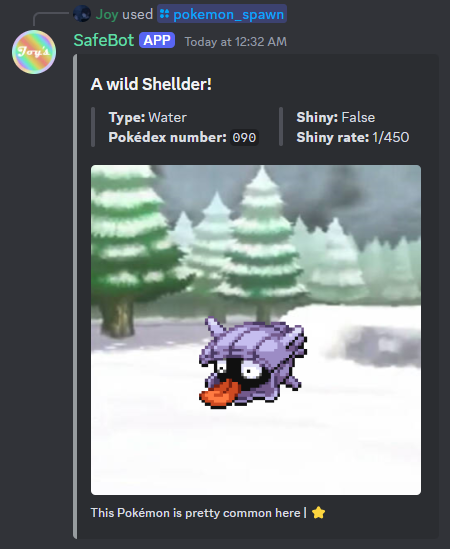 Joy used pokemon_spawn
Joy's
SafeBot APP Today at 12:32 AM
A wild Shellder!
Type: Water
Pokédex number: 090
Shiny: False
Shiny rate: 1/450
This Pokémon is pretty common here | ⭐